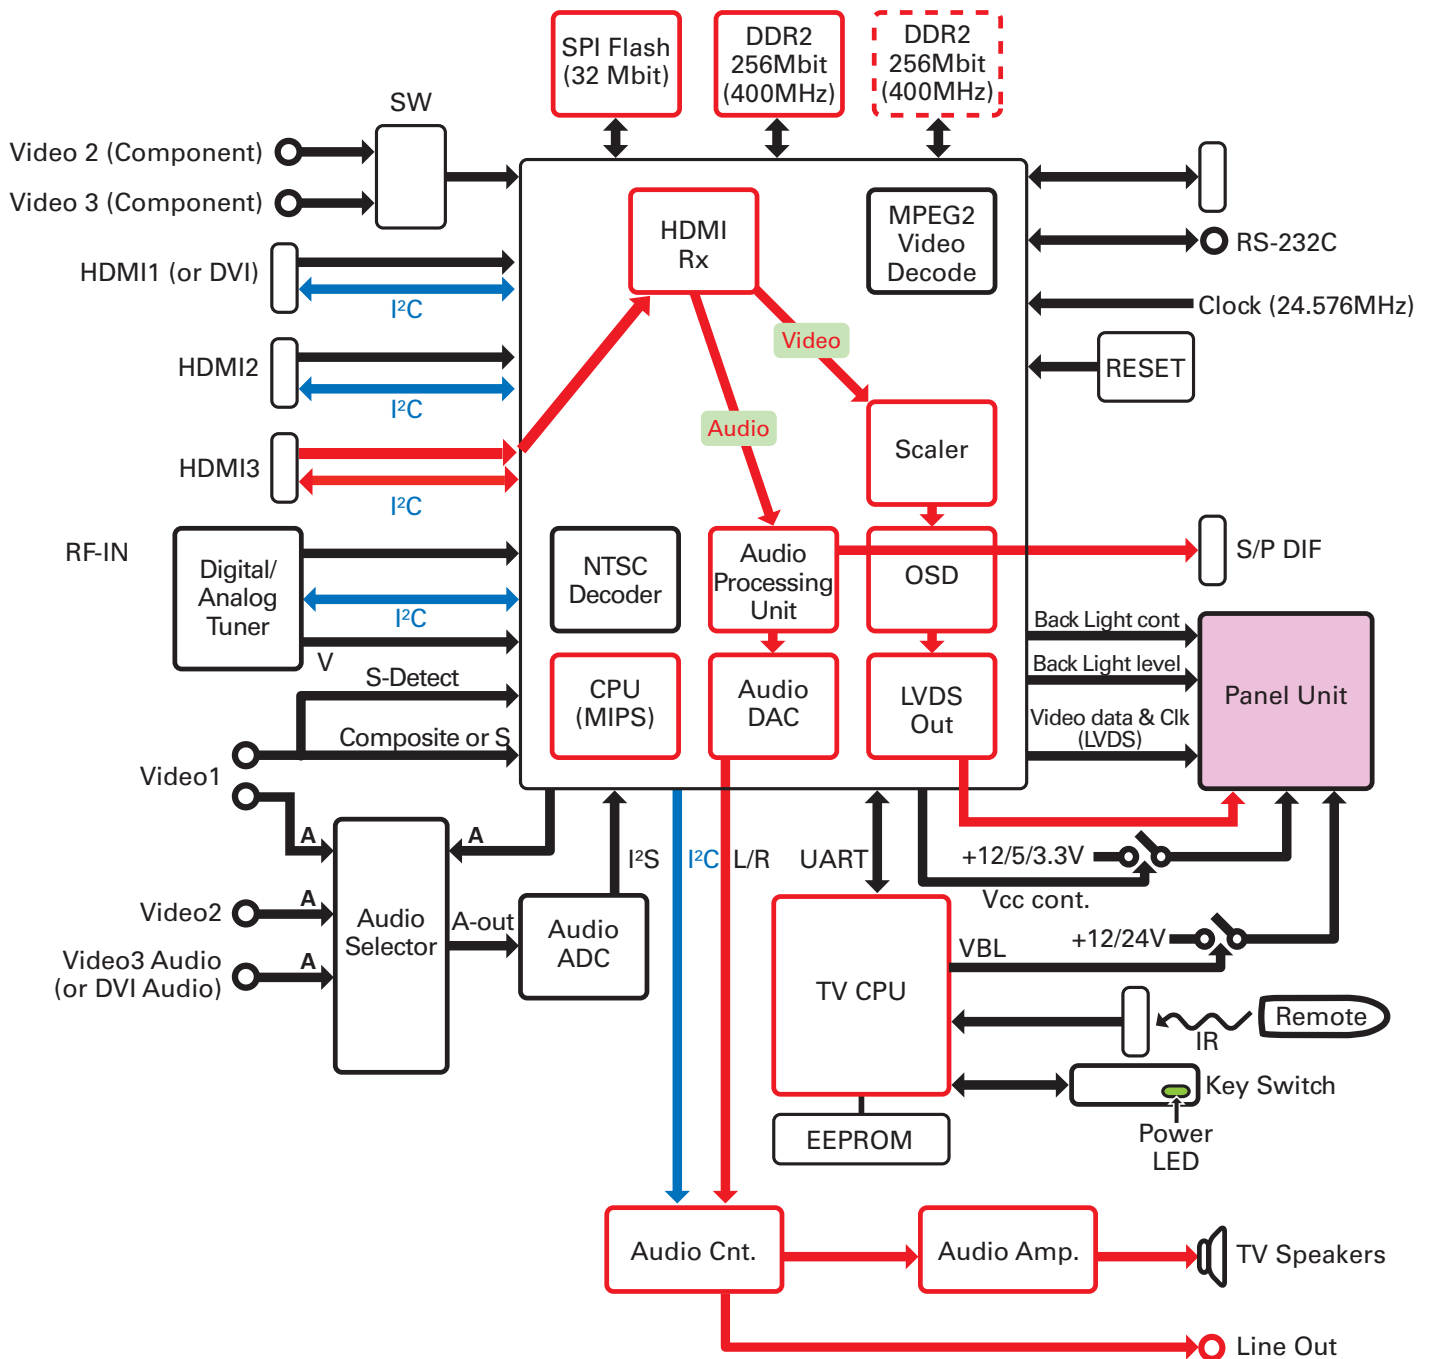 SPI Flash
(32 Mbit)
DDR2
256Mbit
(400MHz)
DDR2
256Mbit
(400MHz)
SW
Video 2 (Component)
Video 3 (Component)
HDMI1 (or DVI)
I²C
HDMI2
I²C
HDMI3
I²C
HDMI
Rx
MPEG2
Video
Decode
RS-232C
Clock (24.576MHz)
RESET
Video
Audio
Scaler
RF-IN
Digital/
Analog
Tuner
I²C
V
NTSC
Decoder
Audio
Processing
Unit
OSD
S/P DIF
Back Light cont
Back Light level
Video data & Clk
(LVDS)
Panel Unit
S-Detect
Composite or S
CPU
(MIPS)
Audio
DAC
LVDS
Out
Video1
A
A
I²S
I²C
L/R
UART
+12/5/3.3V
Vcc cont.
Video2
A
Audio
Selector
A-out
Audio
ADC
Video3 Audio
(or DVI Audio)
A
VBL
+12/24V
TV CPU
IR
Remote
Key Switch
Power
LED
EEPROM
Audio Cnt.
Audio Amp.
TV Speakers
Line Out